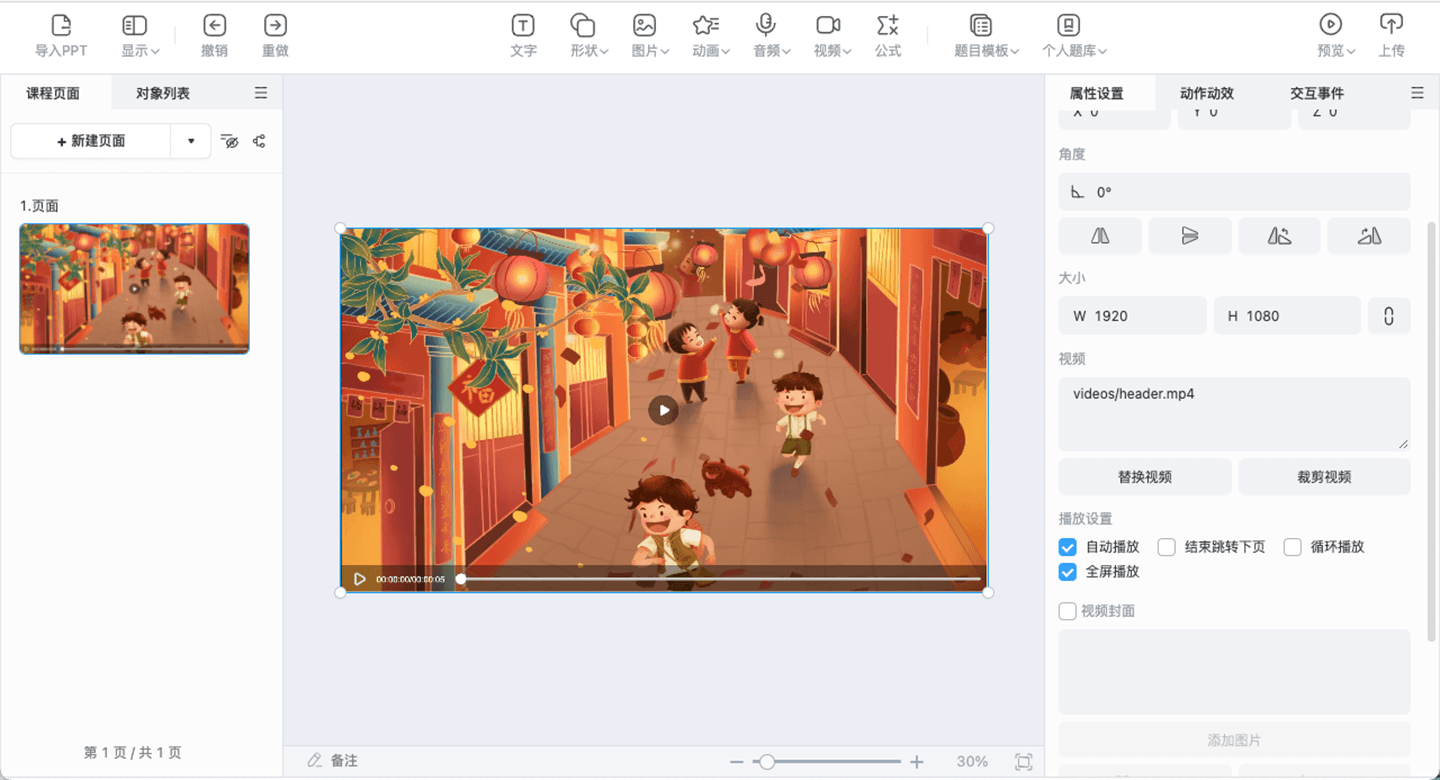 导入PPT
显示
撤销
重做
文字
形状
图片
动画
音频
视频
公式
题目模板
个人题库
预览
上传
课程页面
对象列表
+ 新建页面
1.页面
第 1 页 / 共 1 页
福
00:00:00/00:00:05
备注
30%
属性设置
动作动效
交互事件
X 0
Y 0
Z 0
角度
0°
大小
W 1920
H 1080
视频
videos/header.mp4
替换视频
裁剪视频
播放设置
自动播放
结束跳转下页
循环播放
全屏播放
视频封面
添加图片